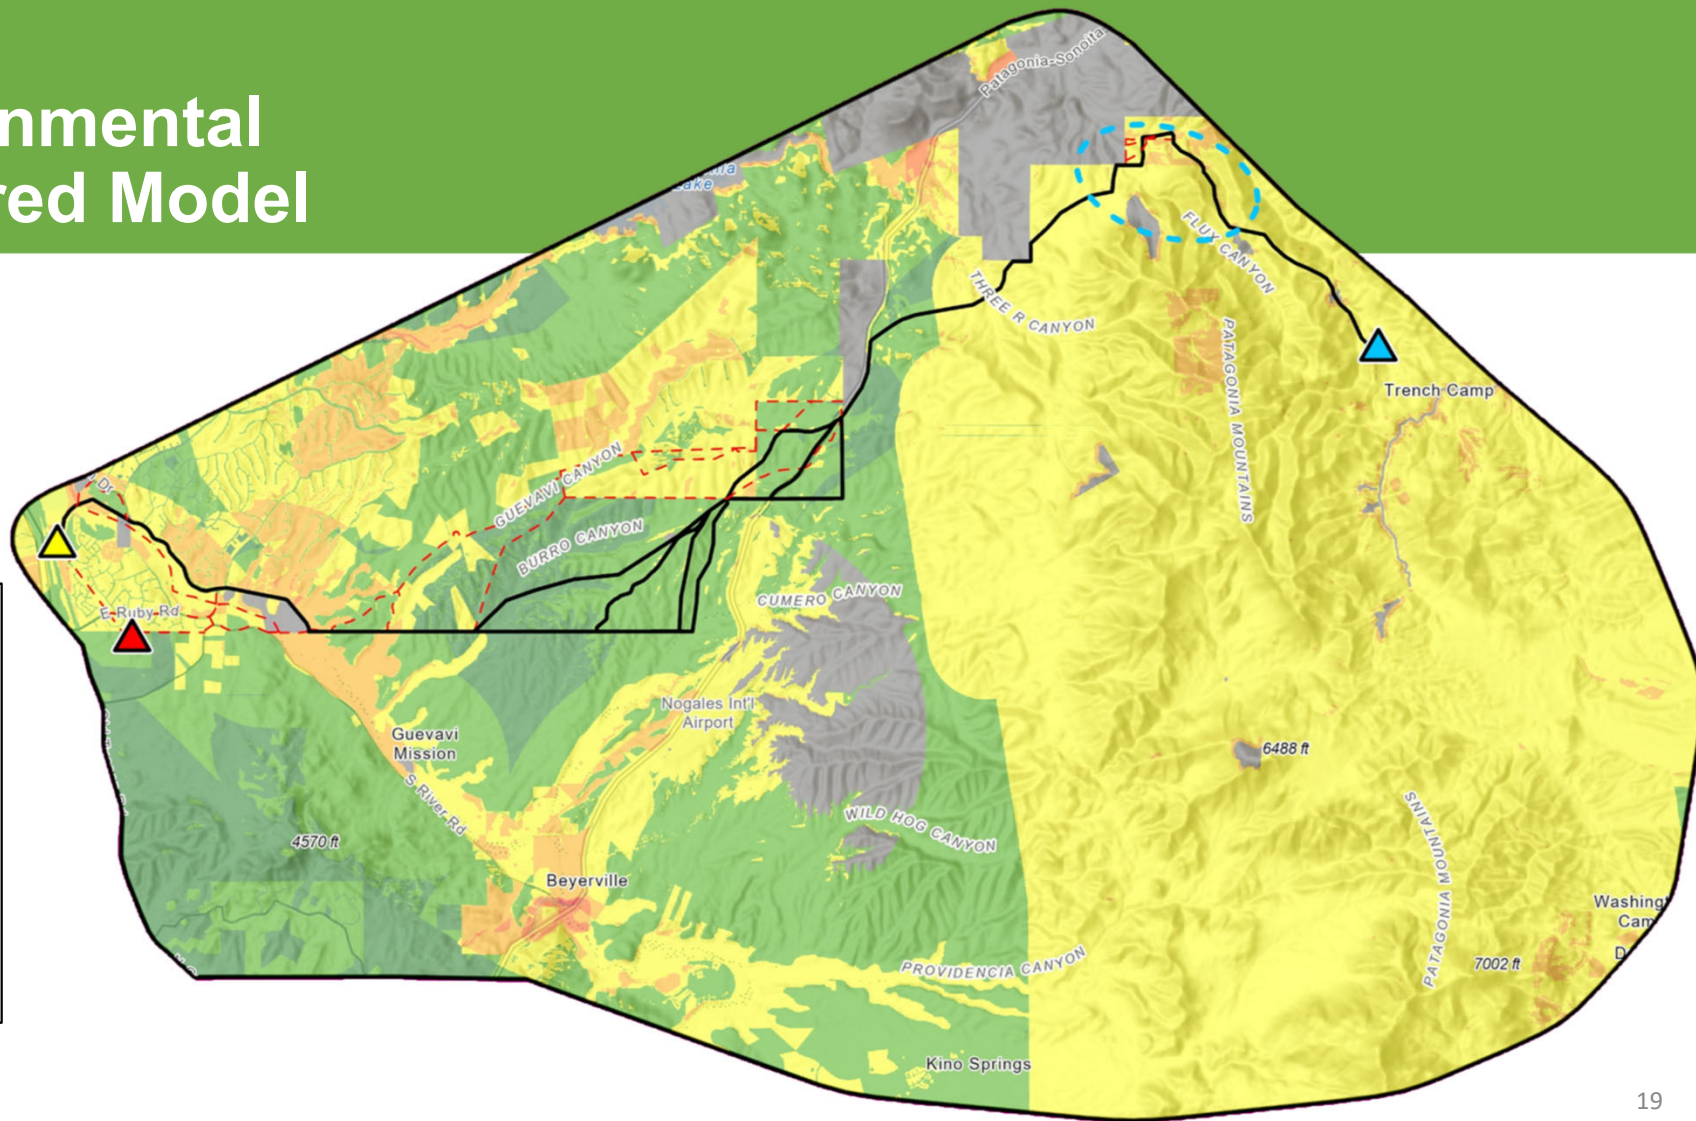 nmental
red Model
Patagonia-Sonoita
Lake
FLUX CANYON
THREE R CANYON
PATAGONIA MOUNTAINS
Trench Camp
Dr
GUEVAVI CANYON
BURRO CANYON
CUMERO CANYON
E Ruby Rd
Nogales Int'l
Airport
Guevavi
Mission
S River Rd
6488 ft
4570 ft
WILD HOG CANYON
PATAGONIA MOUNTAINS
Beyerville
Washing
Cam
D
7002 ft
PROVIDENCIA CANYON
Kino Springs
19